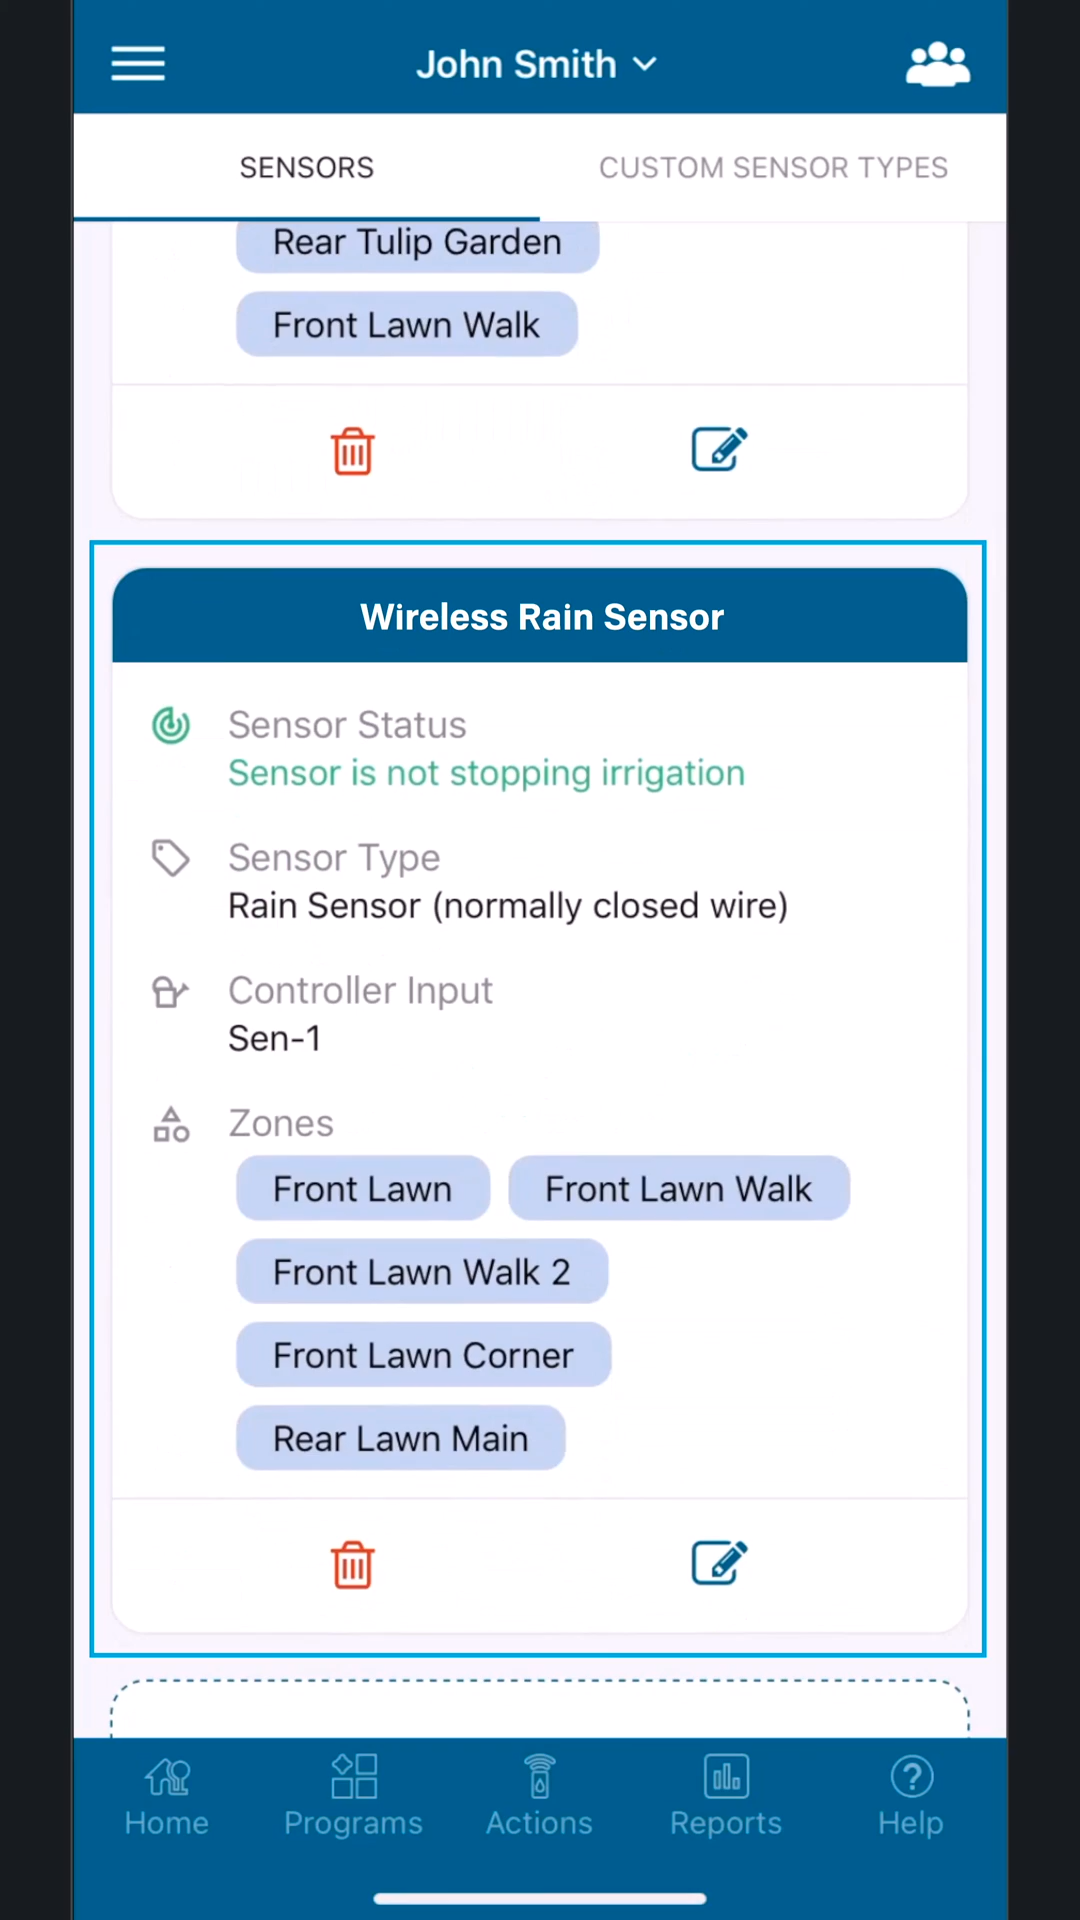 John Smith
SENSORS CUSTOM SENSOR TYPES
Rear Tulip Garden
Front Lawn Walk
Wireless Rain Sensor
Sensor Status
Sensor is not stopping irrigation
Sensor Type
Rain Sensor (normally closed wire)
Controller Input
Sen-1
Zones
Front Lawn Front Lawn Walk
Front Lawn Walk 2
Front Lawn Corner
Rear Lawn Main
Home Programs Actions Reports Help